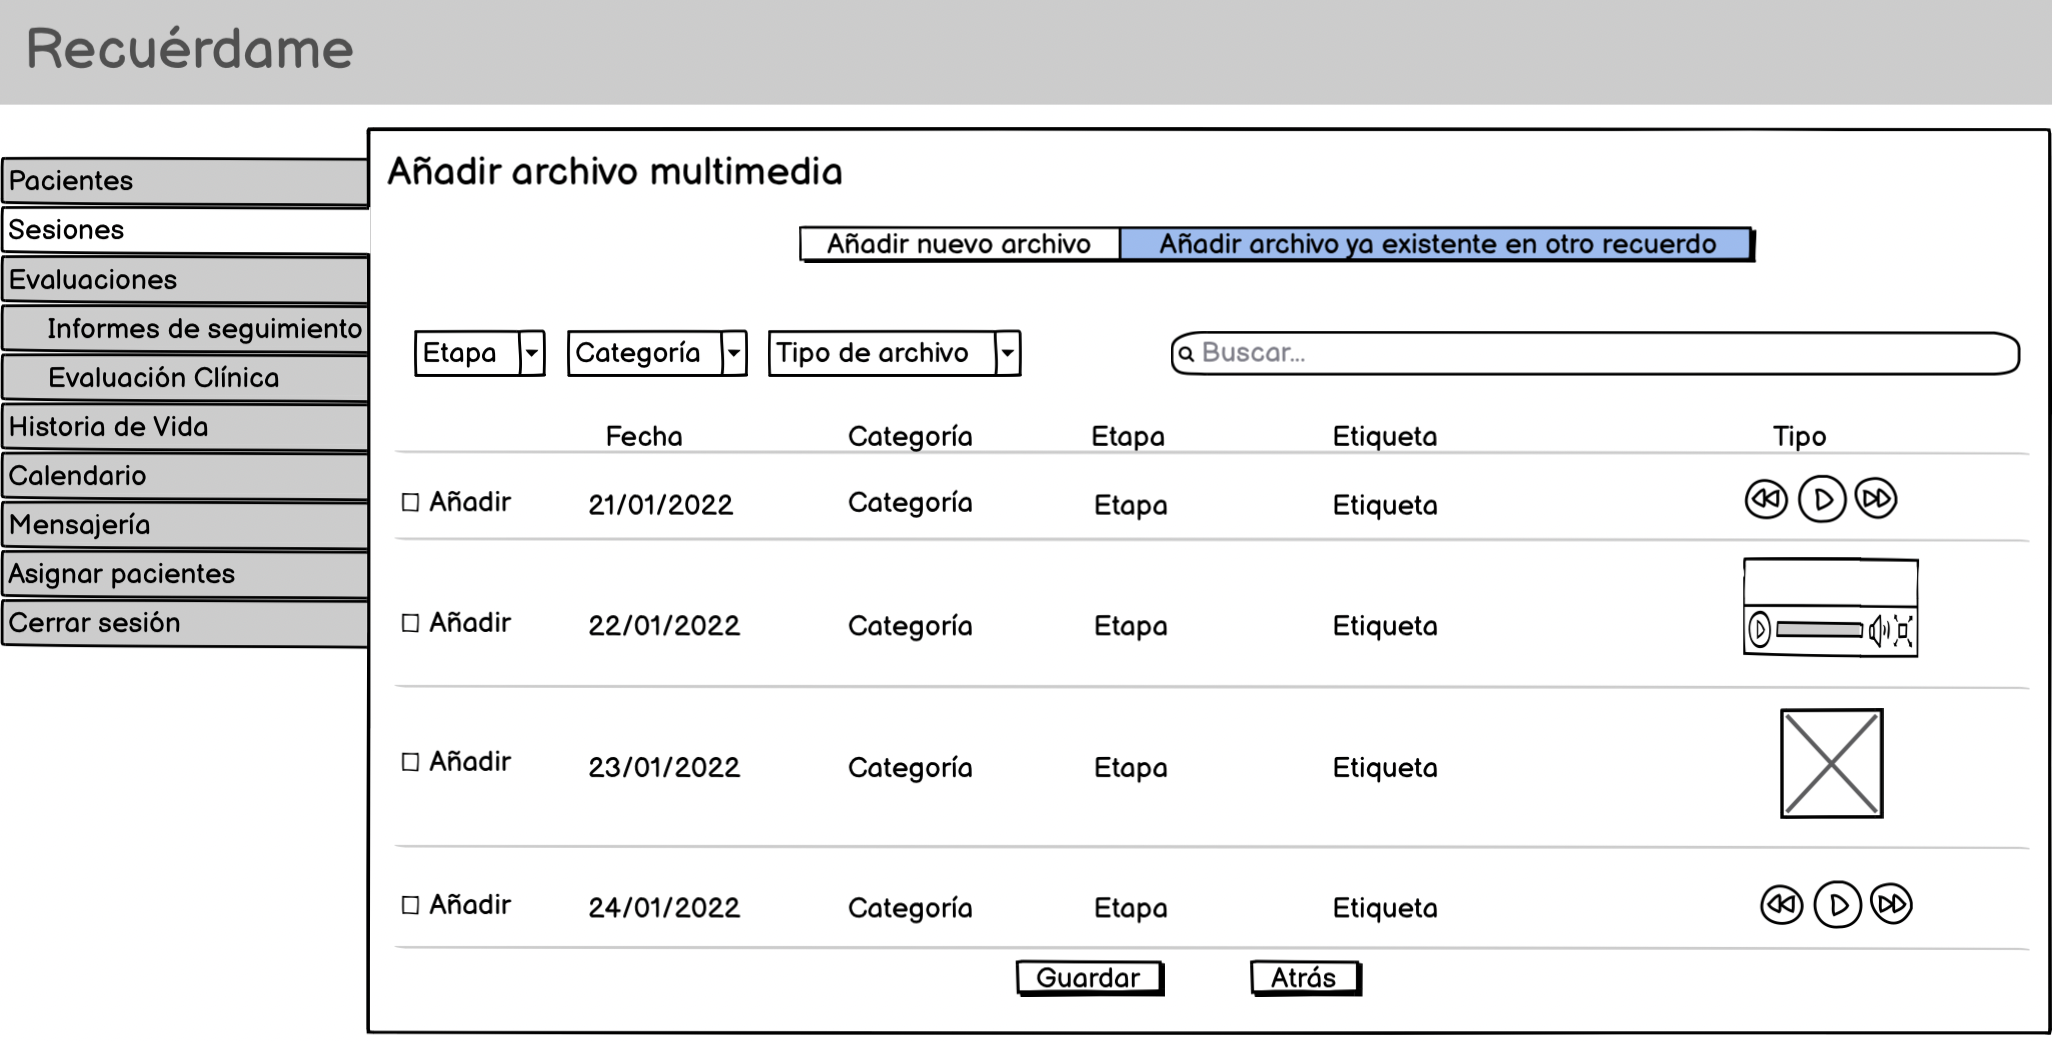 Recuérdame
Pacientes
Sesiones
Evaluaciones
Informes de seguimiento
Evaluación Clínica
Historia de Vida
Calendario
Mensajería
Asignar pacientes
Cerrar sesión
Añadir archivo multimedia
Añadir nuevo archivo Añadir archivo ya existente en otro recuerdo
Etapa Categoría Tipo de archivo Buscar...
Fecha Categoría Etapa Etiqueta Tipo
Añadir 21/01/2022 Categoría Etapa Etiqueta
Añadir 22/01/2022 Categoría Etapa Etiqueta
Añadir 23/01/2022 Categoría Etapa Etiqueta
Añadir 24/01/2022 Categoría Etapa Etiqueta
Guardar Atrás